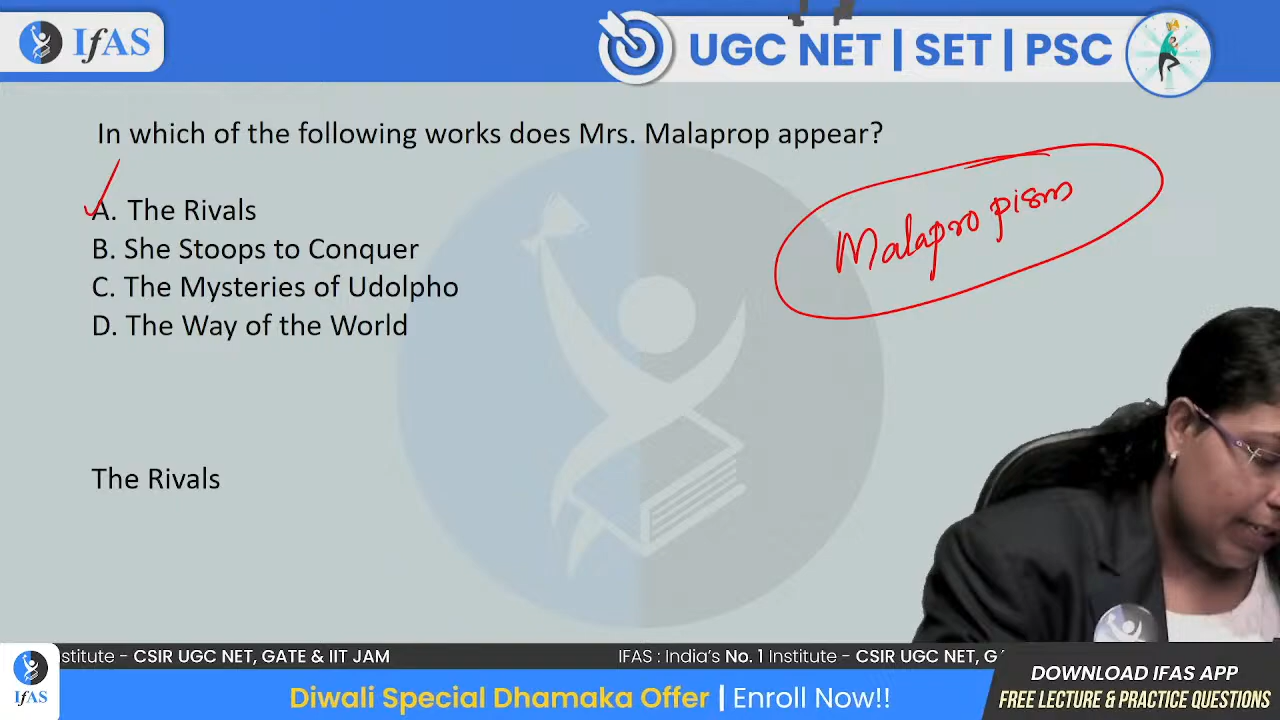 IfAS
UGC NET | SET | PSC
In which of the following works does Mrs. Malaprop appear?
A. The Rivals
B. She Stoops to Conquer
C. The Mysteries of Udolpho
D. The Way of the World
Malapropism
The Rivals
stitute - CSIR UGC NET, GATE & IIT JAM
IFAS : India's No. 1 Institute - CSIR UGC NET, G
IfAS
Diwali Special Dhamaka Offer | Enroll Now!!
DOWNLOAD IFAS APP
FREE LECTURE & PRACTICE QUESTIONS